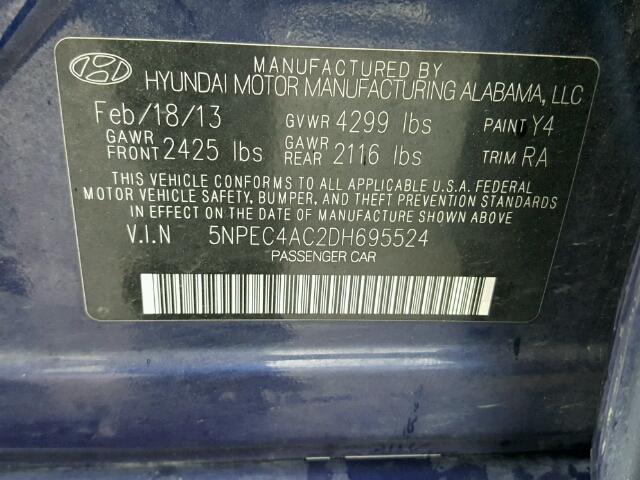 MANUFACTURED BY
HYUNDAI MOTOR MANUFACTURING ALABAMA, LLC
Feb/18/13 GVWR 4299 lbs PAINT Y4
GAWR FRONT 2425 lbs GAWR REAR 2116 lbs TRIM RA
THIS VEHICLE CONFORMS TO ALL APPLICABLE U.S.A. FEDERAL
MOTOR VEHICLE SAFETY, BUMPER, AND THEFT PREVENTION STANDARDS
IN EFFECT ON THE DATE OF MANUFACTURE SHOWN ABOVE
V.I.N 5NPEC4AC2DH695524
PASSENGER CAR